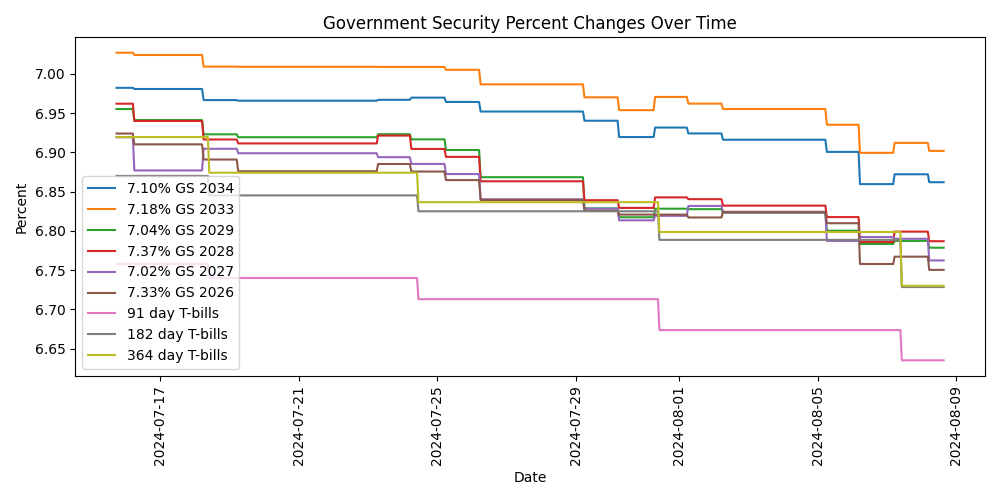 Government Security Percent Changes Over Time
Percent
7.00
6.95
6.90
6.85
6.80
6.75
6.70
6.65
7.10% GS 2034
7.18% GS 2033
7.04% GS 2029
7.37% GS 2028
7.02% GS 2027
7.33% GS 2026
91 day T-bills
182 day T-bills
364 day T-bills
2024-07-17
2024-07-21
2024-07-25
2024-07-29
2024-08-01
2024-08-05
2024-08-09
Date